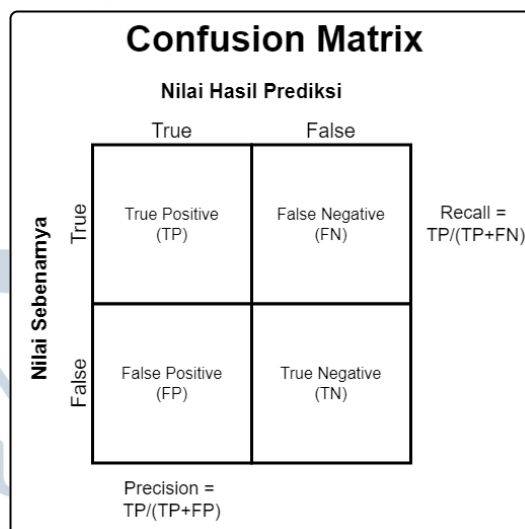 Confusion Matrix
Nilai Hasil Prediksi
True False
Nilai Sebenarnya
True
True Positive
(TP)
False Negative
(FN)
Recall =
TP/(TP+FN)
False
False Positive
(FP)
True Negative
(TN)
Precision =
TP/(TP+FP)